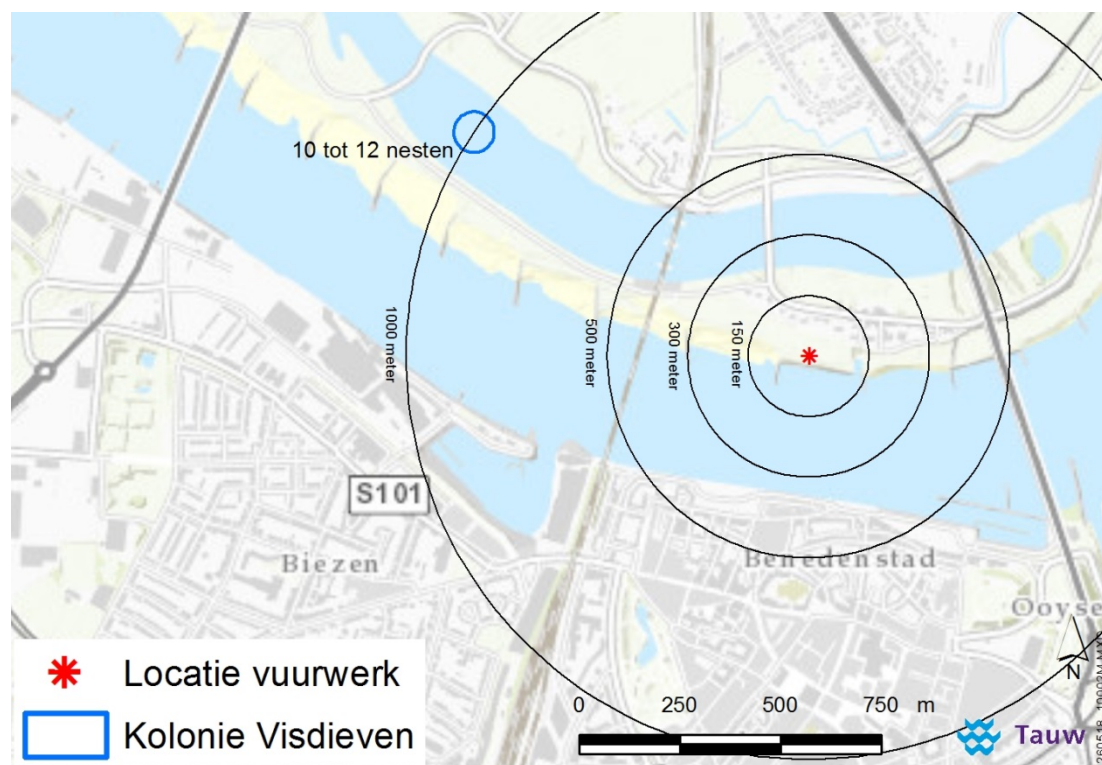 10 tot 12 nesten
1000 meter
500 meter
300 meter
150 meter
S101
Biezen
Benedenstad
Ooyse
N
Locatie vuurwerk
Kolonie Visdieven
0 250 500 750 m
Tauw